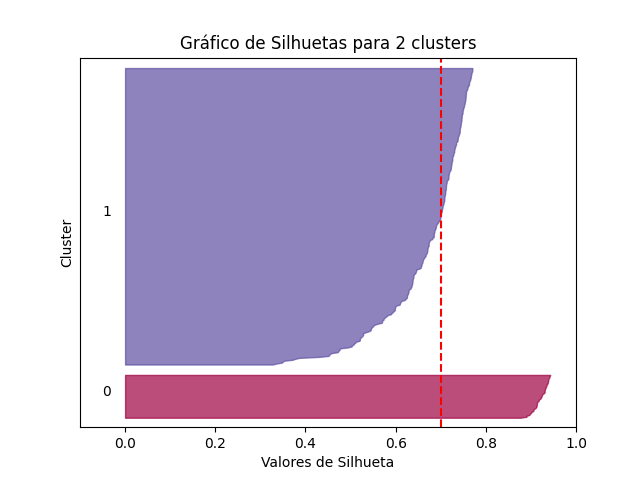 Gráfico de Silhuetas para 2 clusters
1
0
Cluster
0.0 0.2 0.4 0.6 0.8 1.0
Valores de Silhueta